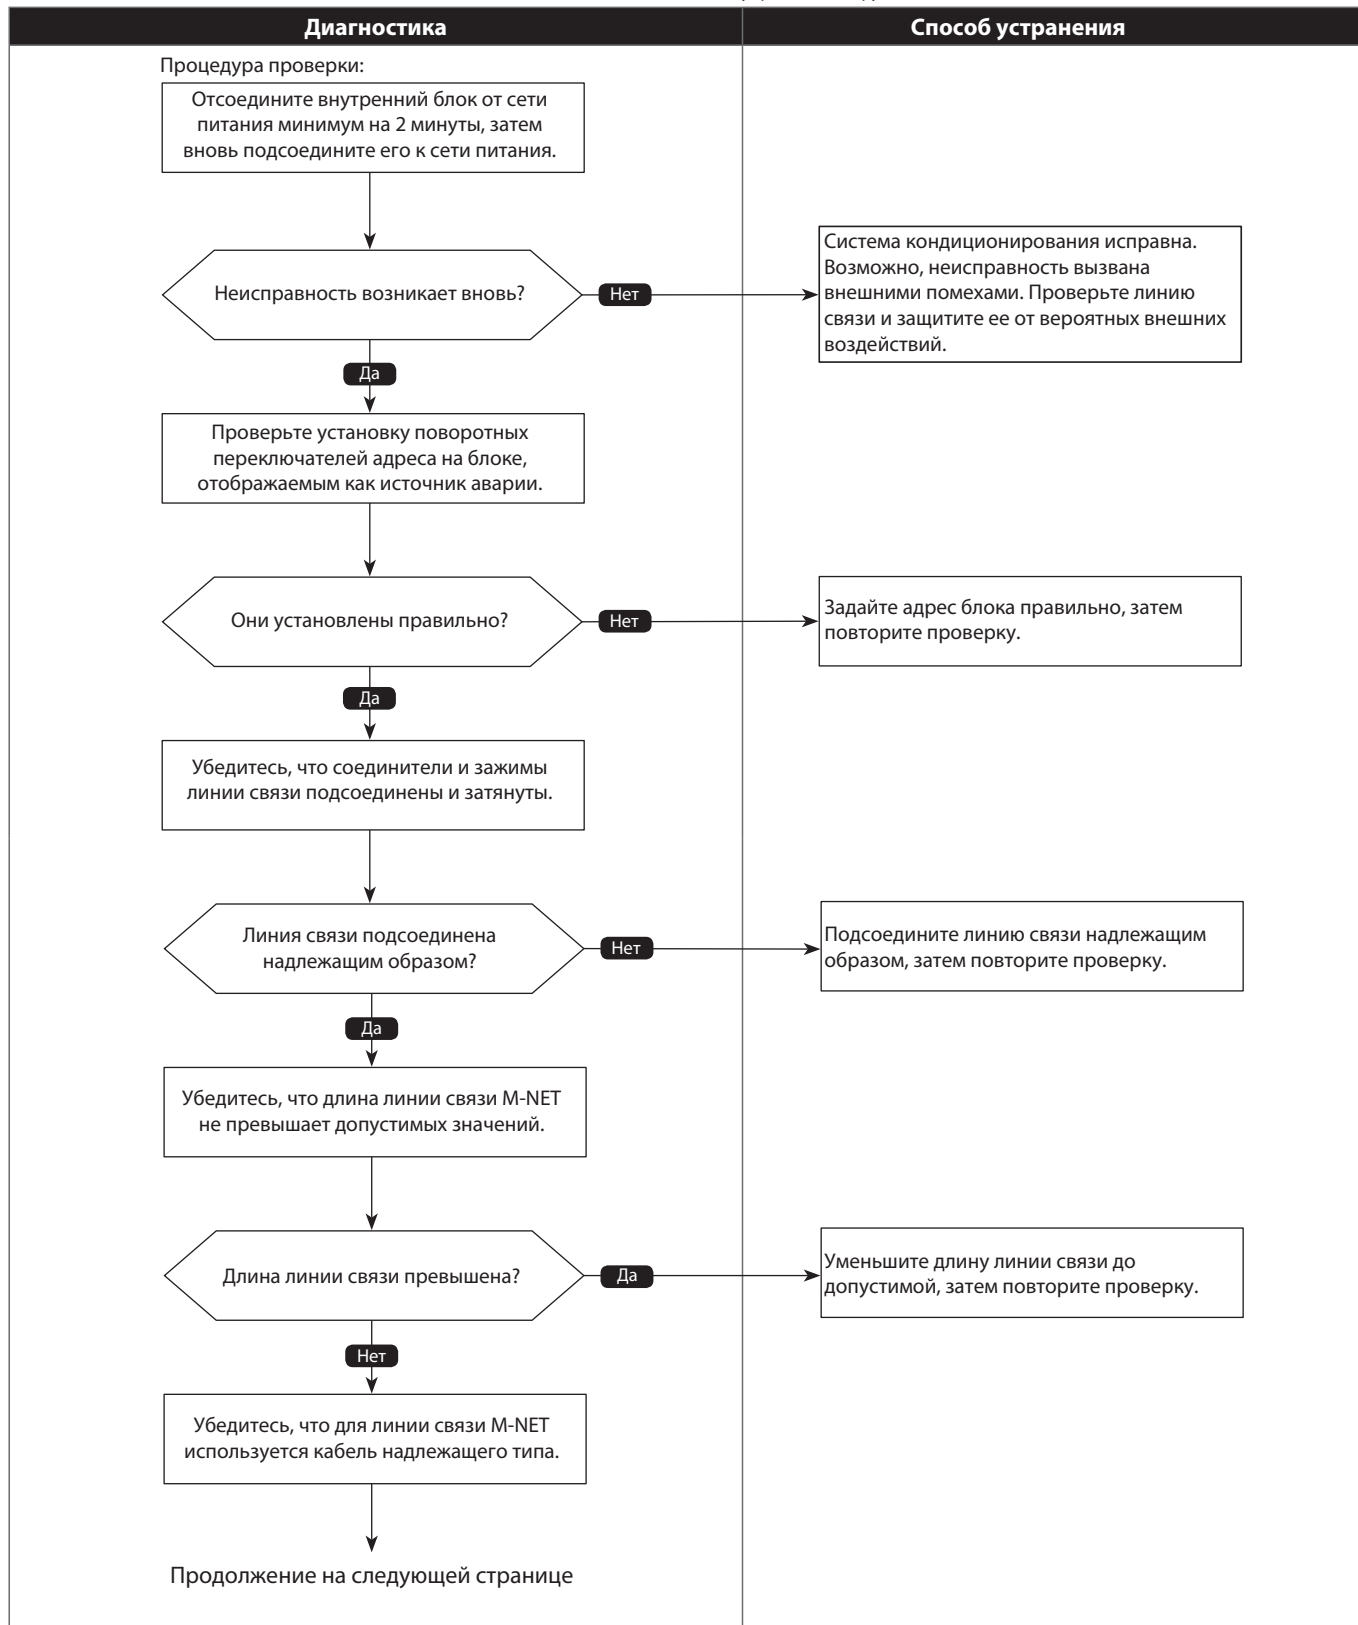 Диагностика
Способ устранения
Процедура проверки:
Отсоедините внутренний блок от сети
питания минимум на 2 минуты, затем
вновь подсоедините его к сети питания.
Неисправность возникает вновь?
Нет
Система кондиционирования исправна.
Возможно, неисправность вызвана
внешними помехами. Проверьте линию
связи и защитите ее от вероятных внешних
воздействий.
Да
Проверьте установку поворотных
переключателей адреса на блоке,
отображаемым как источник аварии.
Они установлены правильно?
Нет
Задайте адрес блока правильно, затем
повторите проверку.
Да
Убедитесь, что соединители и зажимы
линии связи подсоединены и затянуты.
Линия связи подсоединена
надлежащим образом?
Нет
Подсоедините линию связи надлежащим
образом, затем повторите проверку.
Да
Убедитесь, что длина линии связи M-NET
не превышает допустимых значений.
Длина линии связи превышена?
Да
Уменьшите длину линии связи до
допустимой, затем повторите проверку.
Нет
Убедитесь, что для линии связи M-NET
используется кабель надлежащего типа.
Продолжение на следующей странице